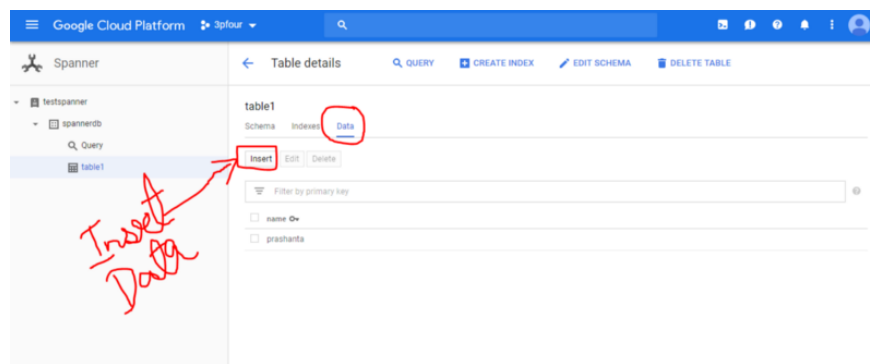 Google Cloud Platform 3pfour
Spanner
Table details QUERY CREATE INDEX EDIT SCHEMA DELETE TABLE
testspanner
spannerdb
Query
table1
table1
Schema Indexes Data
Insert Edit Delete
Filter by primary key
name
prashanta
Inset
Data